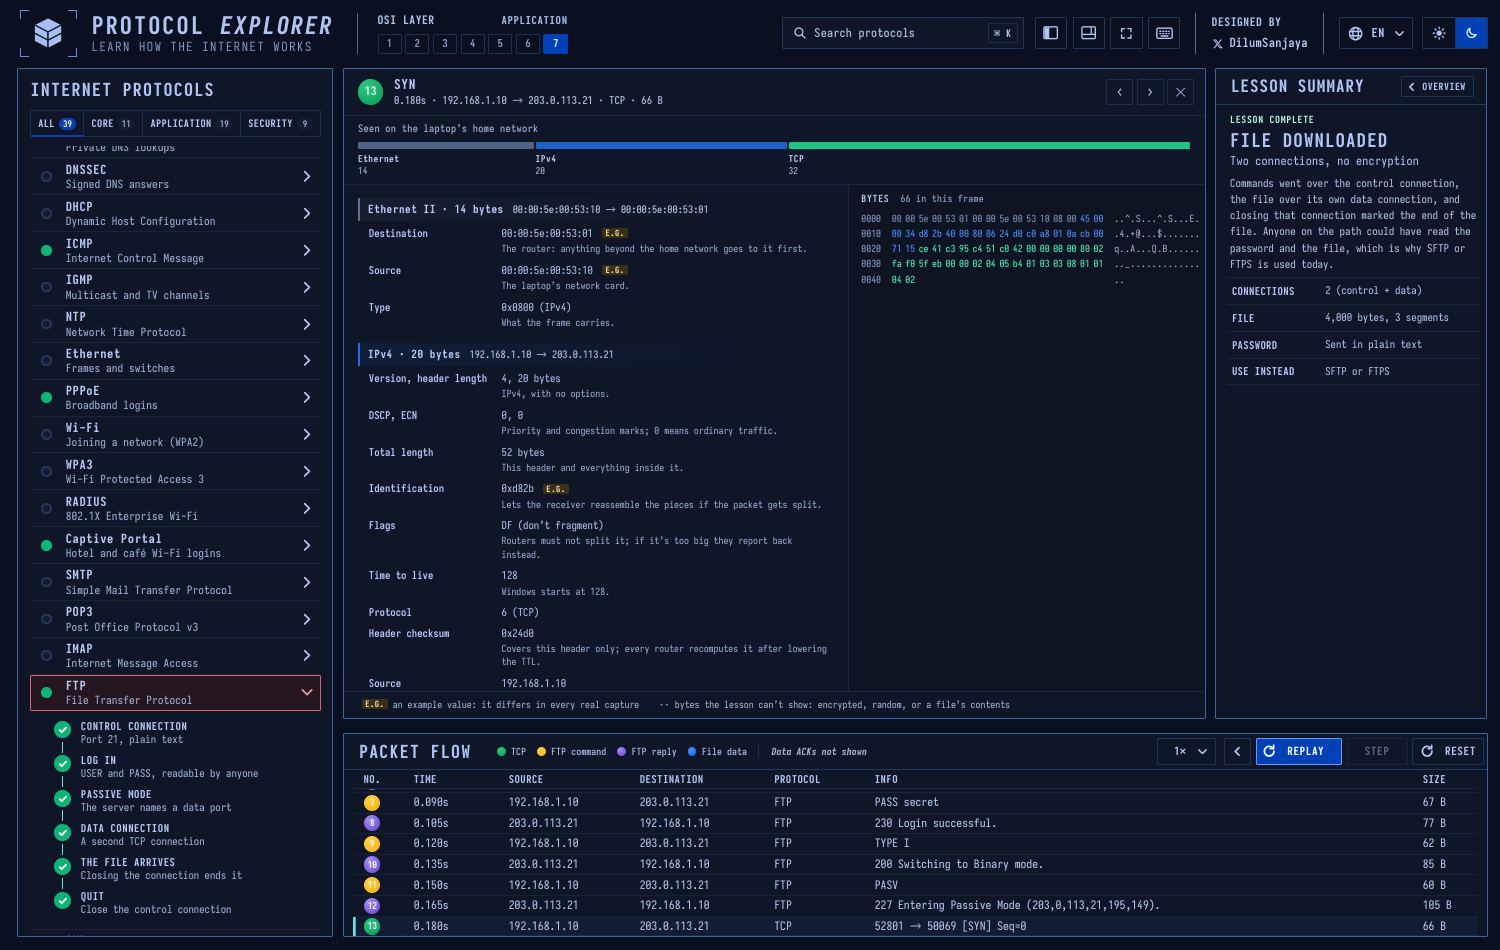 PROTOCOL EXPLORER
LEARN HOW THE INTERNET WORKS
OSI LAYER APPLICATION
1 2 3 4 5 6 7
Search protocols ⌘ K
DESIGNED BY
DilumSanjaya
EN
INTERNET PROTOCOLS
ALL 39 CORE 11 APPLICATION 19 SECURITY 9
Private DNS lookups
DNSSEC
Signed DNS answers
DHCP
Dynamic Host Configuration
ICMP
Internet Control Message
IGMP
Multicast and TV channels
NTP
Network Time Protocol
Ethernet
Frames and switches
PPPoE
Broadband logins
Wi-Fi
Joining a network (WPA2)
WPA3
Wi-Fi Protected Access 3
RADIUS
802.1X Enterprise Wi-Fi
Captive Portal
Hotel and café Wi-Fi logins
SMTP
Simple Mail Transfer Protocol
POP3
Post Office Protocol v3
IMAP
Internet Message Access
FTP
File Transfer Protocol
CONTROL CONNECTION
Port 21, plain text
LOG IN
USER and PASS, readable by anyone
PASSIVE MODE
The server names a data port
DATA CONNECTION
A second TCP connection
THE FILE ARRIVES
Closing the connection ends it
QUIT
Close the control connection
13 SYN
0.180s · 192.168.1.10 → 203.0.113.21 · TCP · 66 B
Seen on the laptop's home network
Ethernet IPv4 TCP
14 20 32
Ethernet II · 14 bytes 00:00:5e:00:53:10 → 00:00:5e:00:53:01
Destination 00:00:5e:00:53:01 E.G.
The router: anything beyond the home network goes to it first.
Source 00:00:5e:00:53:10 E.G.
The laptop's network card.
Type 0x0800 (IPv4)
What the frame carries.
IPv4 · 20 bytes 192.168.1.10 → 203.0.113.21
Version, header length 4, 20 bytes
IPv4, with no options.
DSCP, ECN 0, 0
Priority and congestion marks; 0 means ordinary traffic.
Total length 52 bytes
This header and everything inside it.
Identification 0xd82b E.G.
Lets the receiver reassemble the pieces if the packet gets split.
Flags DF (don't fragment)
Routers must not split it; if it's too big they report back
instead.
Time to live 128
Windows starts at 128.
Protocol 6 (TCP)
Header checksum 0x24d0
Covers this header only; every router recomputes it after lowering
the TTL.
Source 192.168.1.10
BYTES 66 in this frame
0000 00 00 5e 00 53 01 00 00 5e 00 53 10 08 00 45 00 ..^.S...^.S...E.
0010 00 34 d8 2b 40 00 80 06 24 d0 c0 a8 01 0a cb 00 .4.+@...$.......
0020 71 15 ce 41 c3 95 c4 51 c0 42 00 00 00 00 80 02 q..A...Q.B......
0030 fa f0 5f eb 00 00 02 04 05 b4 01 03 03 08 01 01 .._.............
0040 04 02 ..
E.G. an example value: it differs in every real capture ·· bytes the lesson can't show: encrypted, random, or a file's contents
LESSON SUMMARY OVERVIEW
LESSON COMPLETE
FILE DOWNLOADED
Two connections, no encryption
Commands went over the control connection,
the file over its own data connection, and
closing that connection marked the end of the
file. Anyone on the path could have read the
password and the file, which is why SFTP or
FTPS is used today.
CONNECTIONS 2 (control + data)
FILE 4,000 bytes, 3 segments
PASSWORD Sent in plain text
USE INSTEAD SFTP or FTPS
PACKET FLOW TCP FTP command FTP reply File data Data ACKs not shown 1× REPLAY STEP RESET
NO. TIME SOURCE DESTINATION PROTOCOL INFO SIZE
7 0.090s 192.168.1.10 203.0.113.21 FTP PASS secret 67 B
8 0.105s 203.0.113.21 192.168.1.10 FTP 230 Login successful. 77 B
9 0.120s 192.168.1.10 203.0.113.21 FTP TYPE I 62 B
10 0.135s 203.0.113.21 192.168.1.10 FTP 200 Switching to Binary mode. 85 B
11 0.150s 192.168.1.10 203.0.113.21 FTP PASV 60 B
12 0.165s 203.0.113.21 192.168.1.10 FTP 227 Entering Passive Mode (203,0,113,21,195,149). 105 B
13 0.180s 192.168.1.10 203.0.113.21 TCP 52801 → 50069 [SYN] Seq=0 66 B